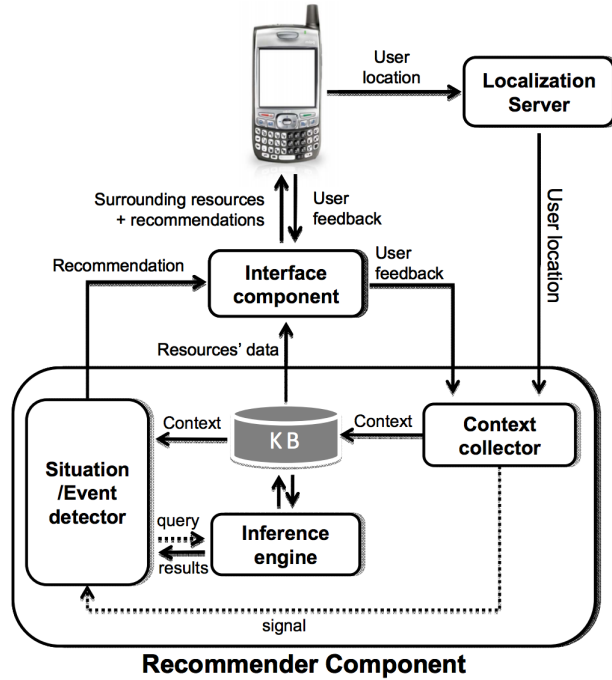 User
location
Localization
Server
Surrounding resources
+ recommendations
User
feedback
User location
Recommendation
Interface
component
User
feedback
Resources' data
Context
KB
Context
Context
collector
Situation
/Event
detector
query
results
Inference
engine
signal
Recommender Component